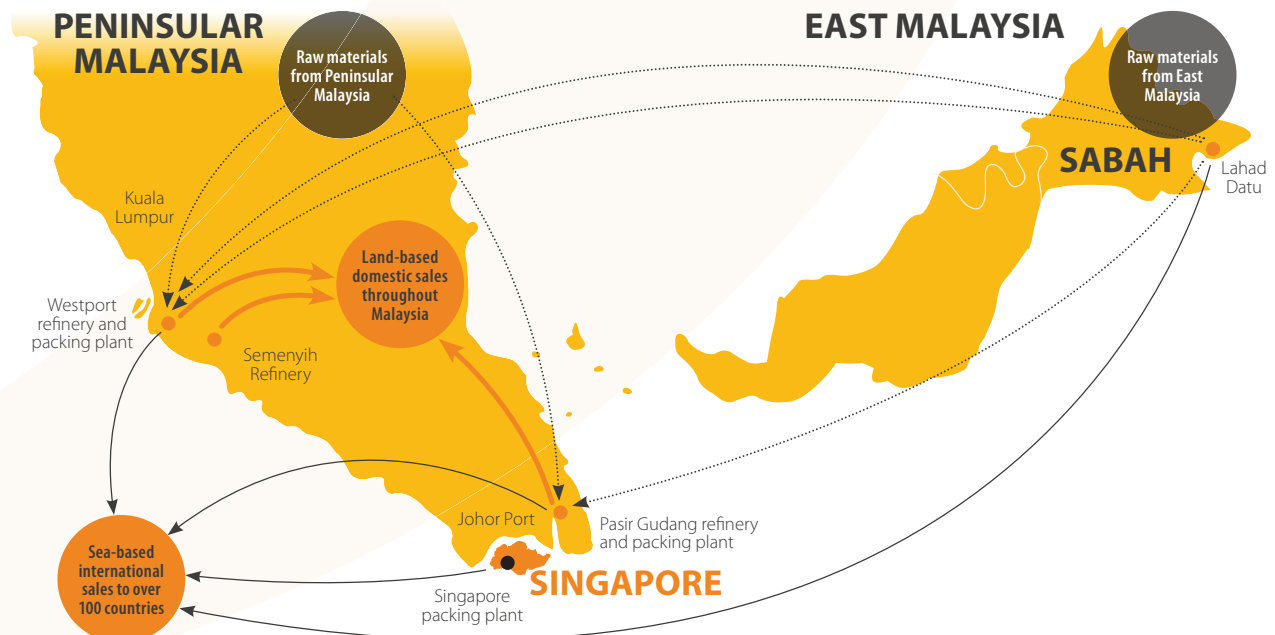 PENINSULAR
MALAYSIA
EAST MALAYSIA
Raw materials
from Peninsular
Malaysia
Raw materials
from East
Malaysia
SABAH
Lahad
Datu
Kuala
Lumpur
Land-based
domestic sales
throughout
Malaysia
Westport
refinery and
packing plant
Semenyih
Refinery
Johor Port
Pasir Gudang refinery
and packing plant
Sea-based
international
sales to over
100 countries
SINGAPORE
Singapore
packing plant